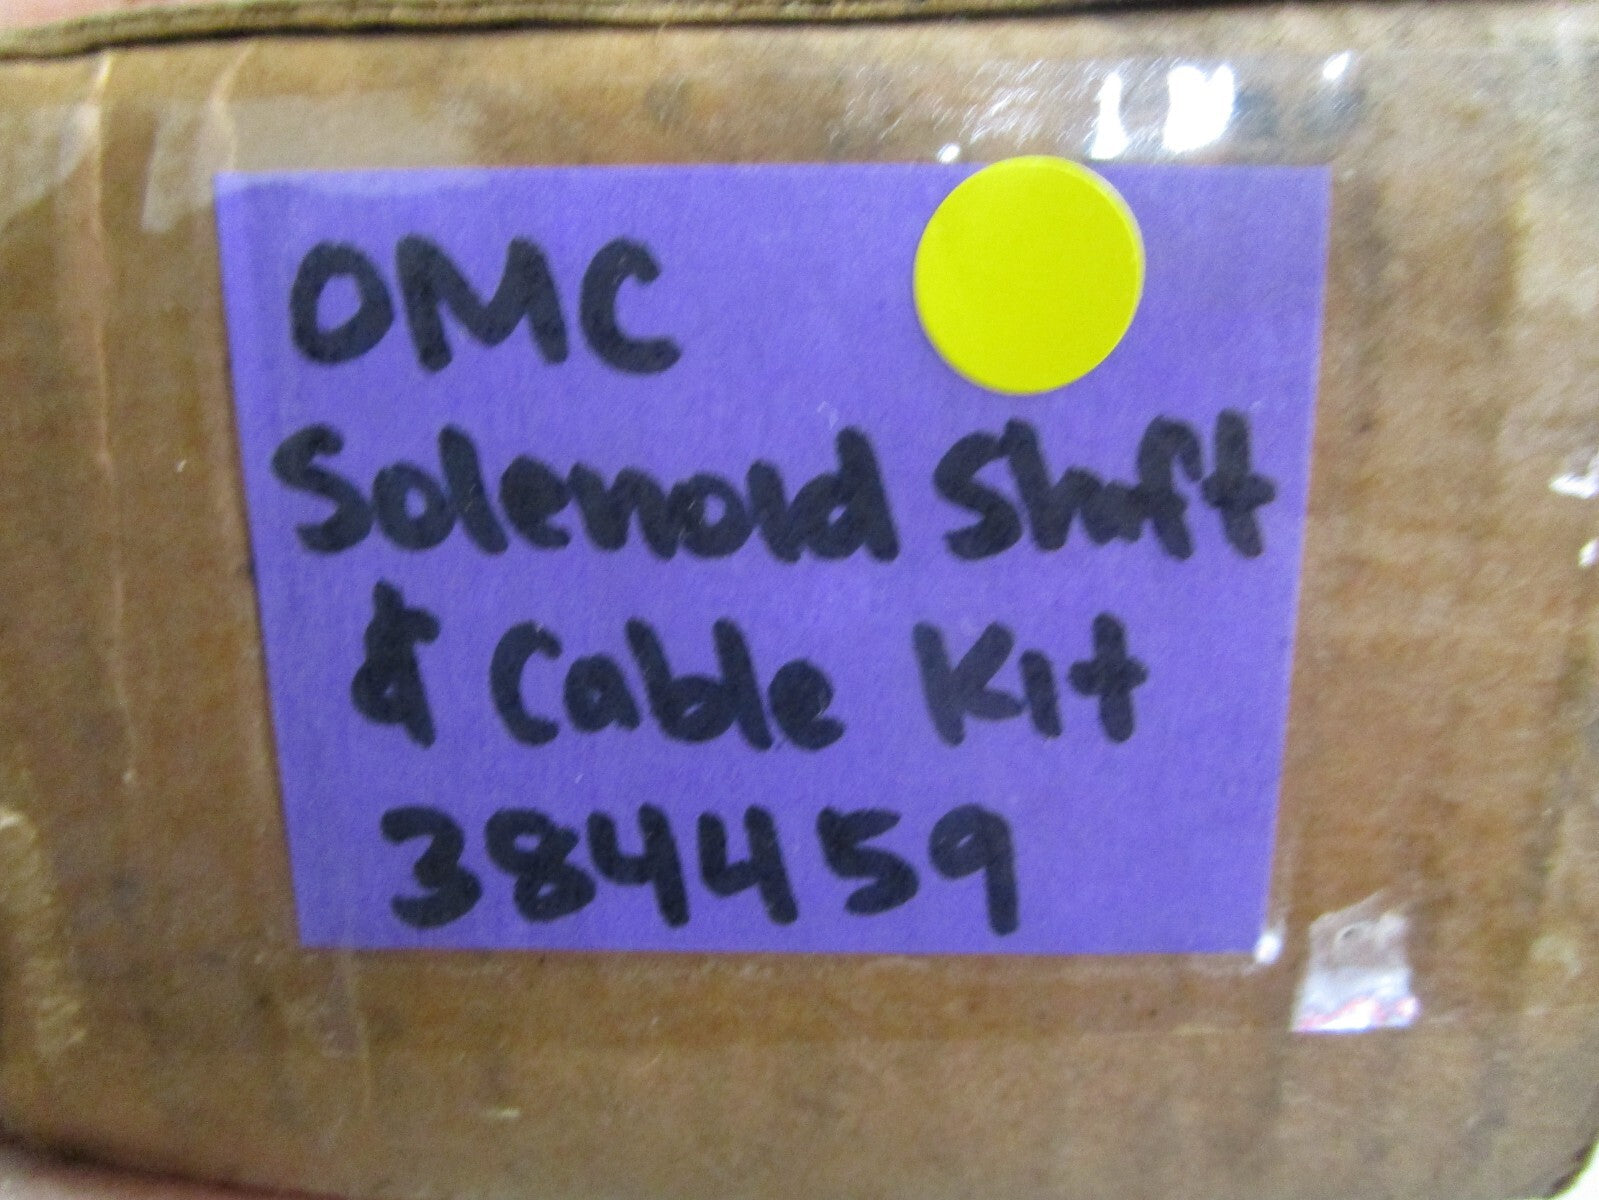 OMC
Solenoid Shift
& Cable Kit
384459